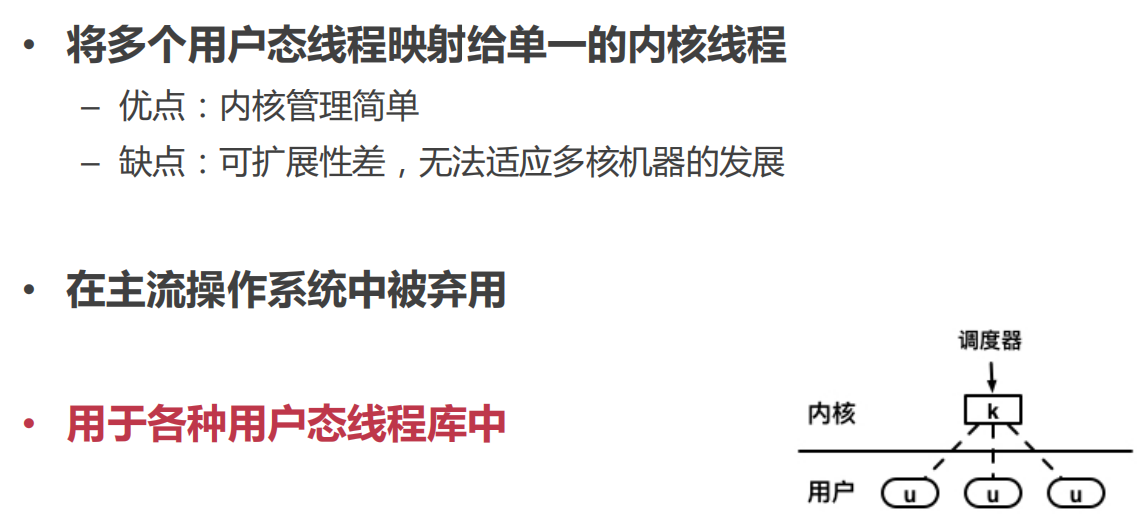 • 将多个用户态线程映射给单一的内核线程
– 优点：内核管理简单
– 缺点：可扩展性差，无法适应多核机器的发展
• 在主流操作系统中被弃用
• 用于各种用户态线程库中
调度器
内核
k
用户
u u u